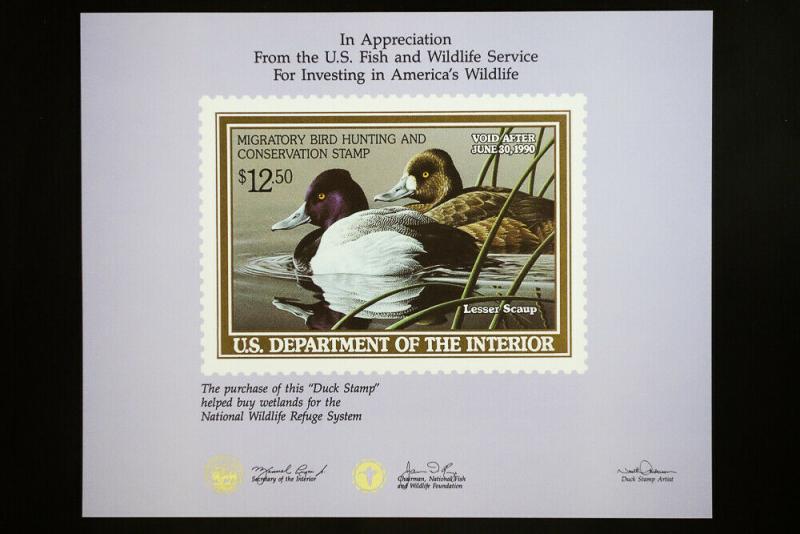 In Appreciation
From the U.S. Fish and Wildlife Service
For Investing in America's Wildlife
MIGRATORY BIRD HUNTING AND
CONSERVATION STAMP
$12.50
VOID AFTER
JUNE 30, 1990
Lesser Scaup
U.S. DEPARTMENT OF THE INTERIOR
The purchase of this "Duck Stamp"
helped buy wetlands for the
National Wildlife Refuge System
Secretary of the Interior
Chairman, National Fish
and Wildlife Foundation
Duck Stamp Artist